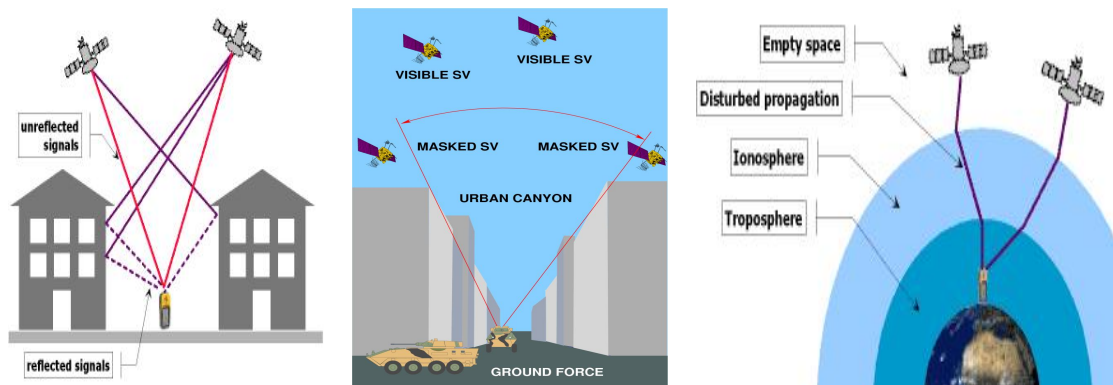 unreflected
signals
reflected signals
VISIBLE SV
VISIBLE SV
MASKED SV
MASKED SV
URBAN CANYON
GROUND FORCE
Empty space
Disturbed propagation
Ionosphere
Troposphere